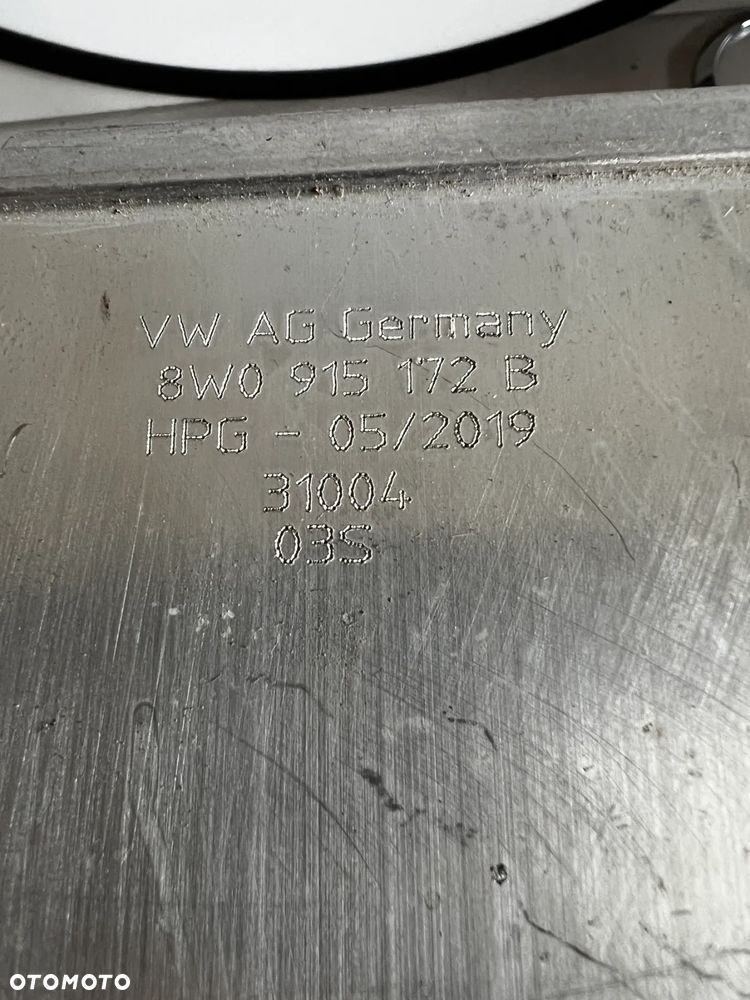 VW AG Germany
8W0 915 172 B
HPG - 05/2019
31004
03S
OTOMOTO